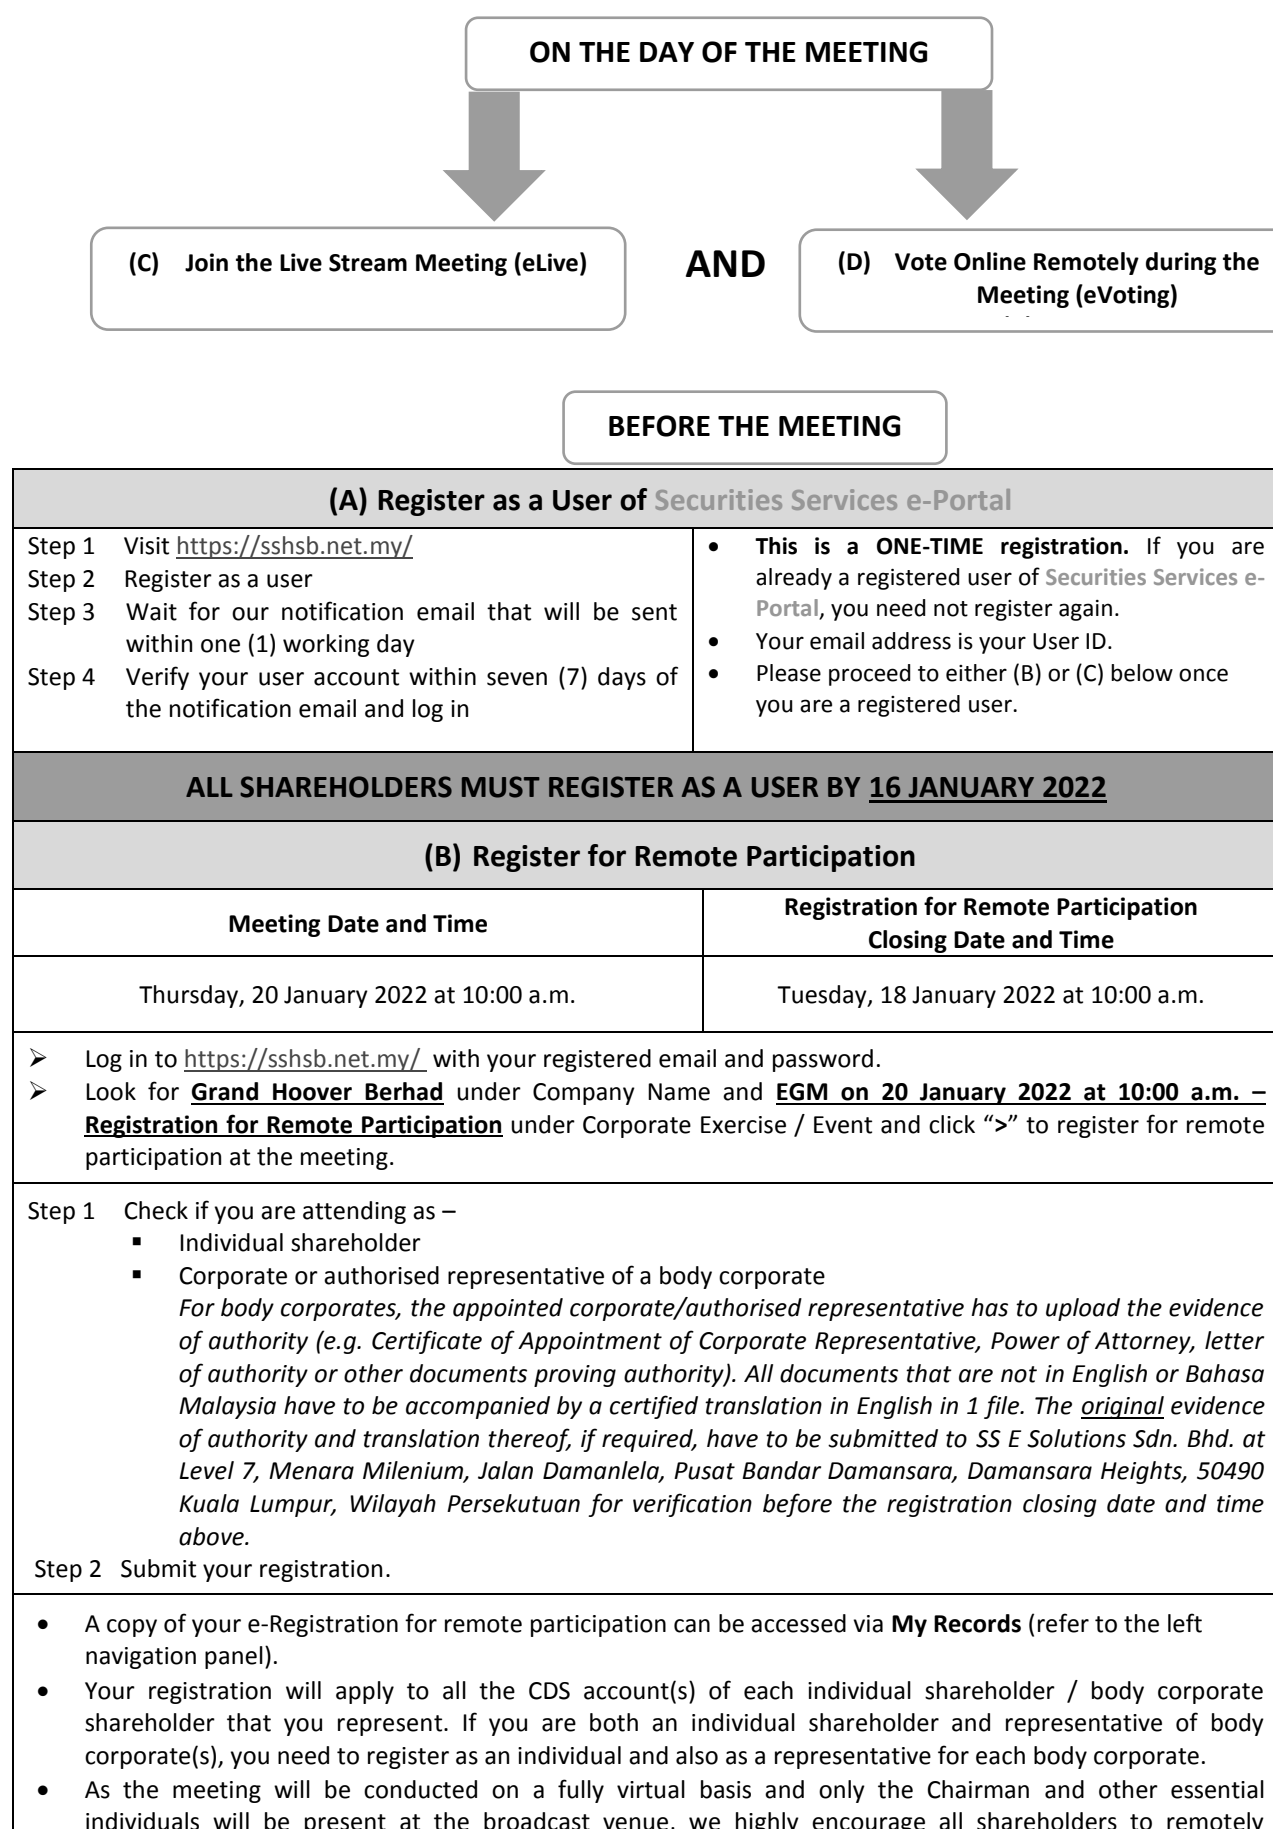 ON THE DAY OF THE MEETING
(C) Join the Live Stream Meeting (eLive)
AND
(D) Vote Online Remotely during the
Meeting (eVoting)
BEFORE THE MEETING
(A) Register as a User of Securities Services e-Portal
Step 1 Visit https://sshsb.net.my/
Step 2 Register as a user
Step 3 Wait for our notification email that will be sent
within one (1) working day
Step 4 Verify your user account within seven (7) days of
the notification email and log in
• This is a ONE-TIME registration. If you are
already a registered user of Securities Services e-
Portal, you need not register again.
• Your email address is your User ID.
• Please proceed to either (B) or (C) below once
you are a registered user.
ALL SHAREHOLDERS MUST REGISTER AS A USER BY 16 JANUARY 2022
(B) Register for Remote Participation
Meeting Date and Time
Registration for Remote Participation
Closing Date and Time
Thursday, 20 January 2022 at 10:00 a.m.
Tuesday, 18 January 2022 at 10:00 a.m.
➢ Log in to https://sshsb.net.my/ with your registered email and password.
➢ Look for Grand Hoover Berhad under Company Name and EGM on 20 January 2022 at 10:00 a.m. –
Registration for Remote Participation under Corporate Exercise / Event and click “>” to register for remote
participation at the meeting.
Step 1 Check if you are attending as –
▪ Individual shareholder
▪ Corporate or authorised representative of a body corporate
For body corporates, the appointed corporate/authorised representative has to upload the evidence
of authority (e.g. Certificate of Appointment of Corporate Representative, Power of Attorney, letter
of authority or other documents proving authority). All documents that are not in English or Bahasa
Malaysia have to be accompanied by a certified translation in English in 1 file. The original evidence
of authority and translation thereof, if required, have to be submitted to SS E Solutions Sdn. Bhd. at
Level 7, Menara Milenium, Jalan Damanlela, Pusat Bandar Damansara, Damansara Heights, 50490
Kuala Lumpur, Wilayah Persekutuan for verification before the registration closing date and time
above.
Step 2 Submit your registration.
• A copy of your e-Registration for remote participation can be accessed via My Records (refer to the left
navigation panel).
• Your registration will apply to all the CDS account(s) of each individual shareholder / body corporate
shareholder that you represent. If you are both an individual shareholder and representative of body
corporate(s), you need to register as an individual and also as a representative for each body corporate.
• As the meeting will be conducted on a fully virtual basis and only the Chairman and other essential
individuals will be present at the broadcast venue, we highly encourage all shareholders to remotely